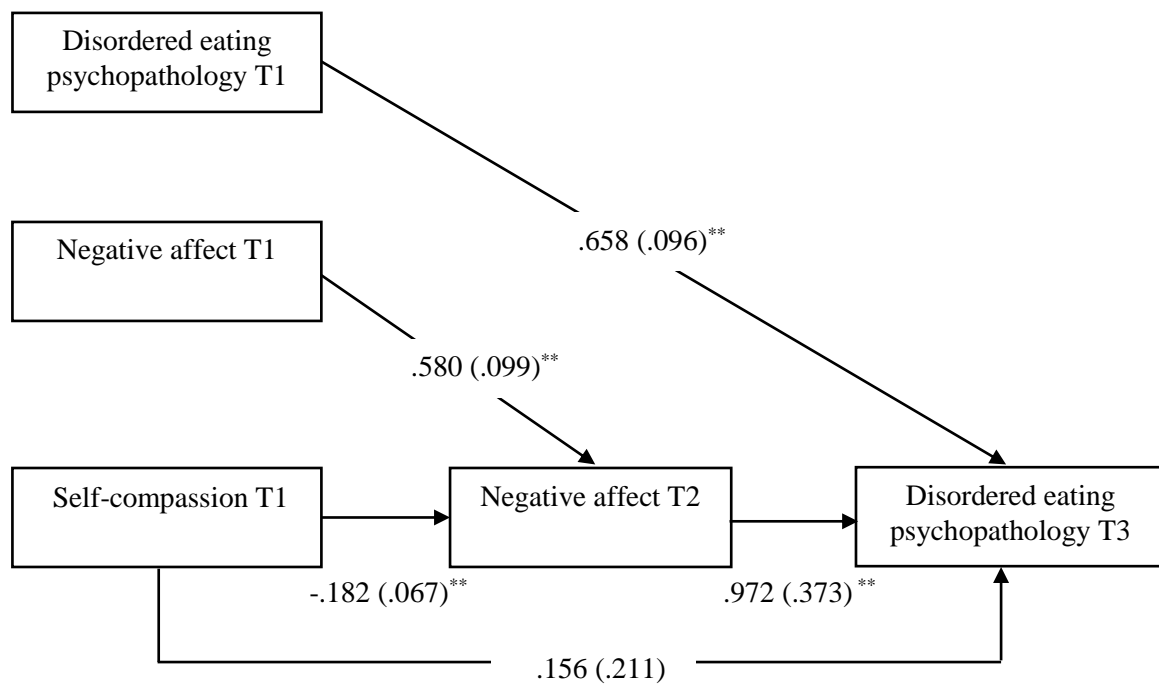 Disordered eating
psychopathology T1
Negative affect T1
.658 (.096)**
.580 (.099)**
Self-compassion T1
Negative affect T2
Disordered eating
psychopathology T3
-.182 (.067)**
.972 (.373)**
.156 (.211)